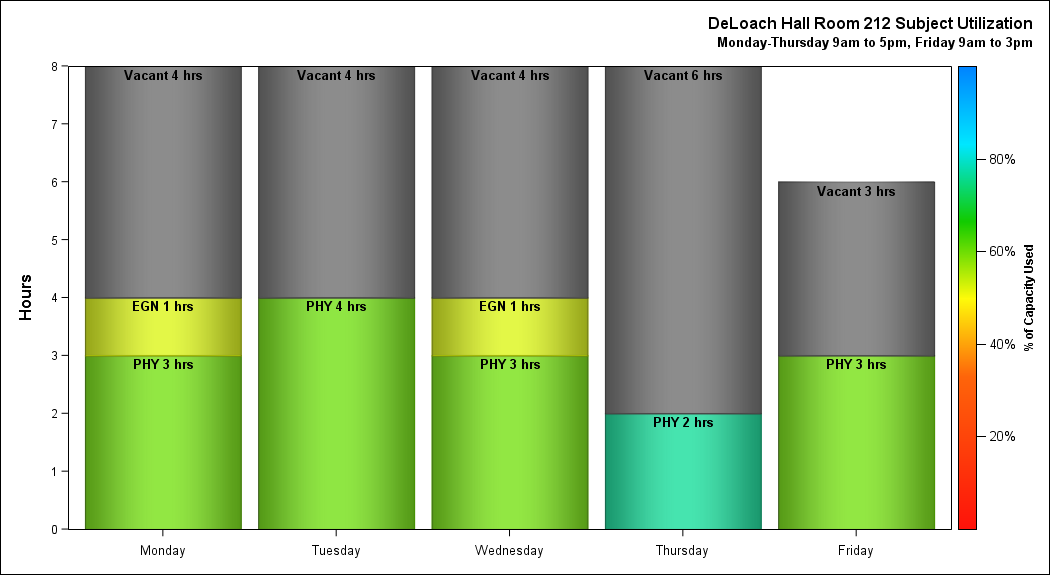 DeLoach Hall Room 212 Subject Utilization
Monday-Thursday 9am to 5pm, Friday 9am to 3pm
Hours
8
7
6
5
4
3
2
1
0
Vacant 4 hrs
EGN 1 hrs
PHY 3 hrs
Vacant 4 hrs
PHY 4 hrs
Vacant 4 hrs
EGN 1 hrs
PHY 3 hrs
Vacant 6 hrs
PHY 2 hrs
Vacant 3 hrs
PHY 3 hrs
Monday
Tuesday
Wednesday
Thursday
Friday
80%
60%
40%
20%
% of Capacity Used